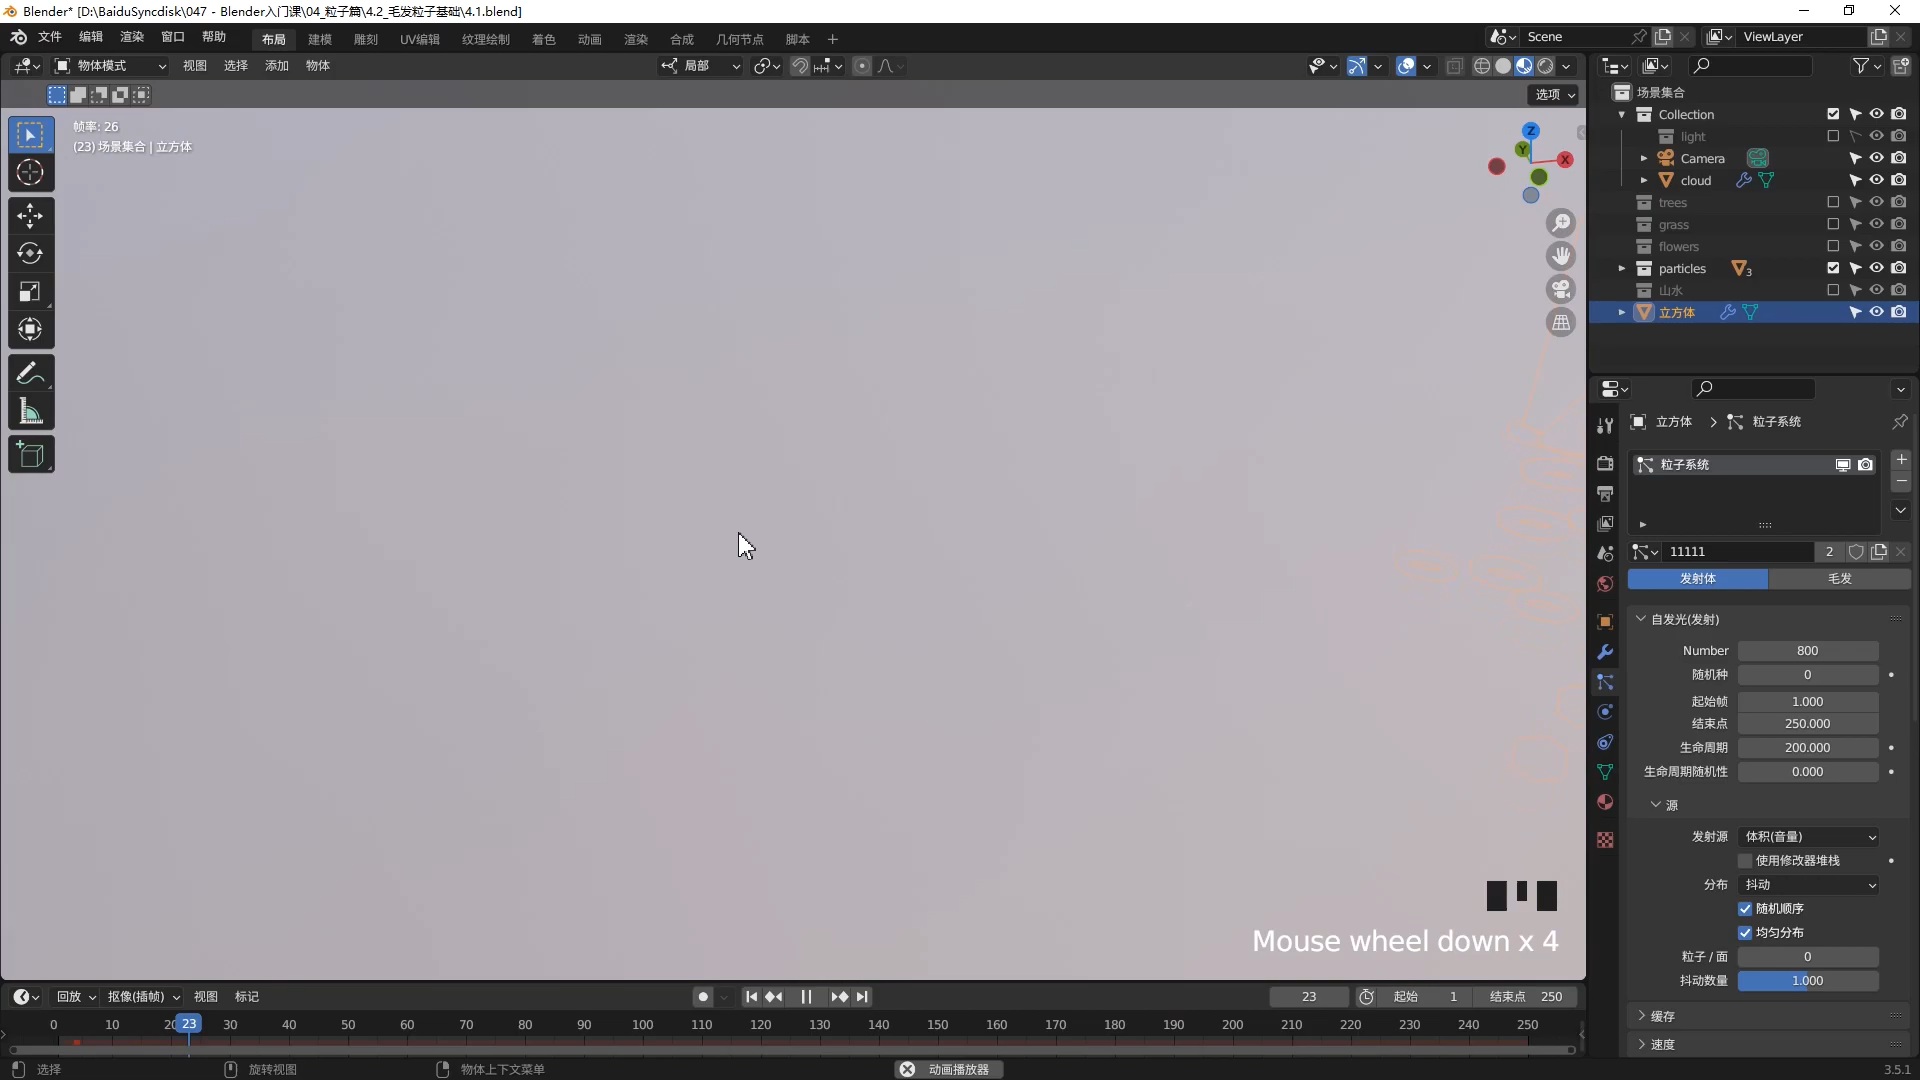 Blender* [D:\BaiduSyncdisk\047 - Blender入门课\04_粒子篇\4.2_毛发粒子基础\4.1.blend]
文件 编辑 渲染 窗口 帮助 布局 建模 雕刻 UV编辑 纹理绘制 着色 动画 渲染 合成 几何节点 脚本 + Scene ViewLayer
物体模式 视图 选择 添加 物体 局部
选项
帧率: 26
(23) 场景集合 | 立方体
Z
Y
X
场景集合
Collection
light
Camera
cloud
trees
grass
flowers
particles 3
山水
立方体
立方体 > 粒子系统
粒子系统
11111 2
发射体 毛发
自发光(发射)
Number 800
随机种 0
起始帧 1.000
结束点 250.000
生命周期 200.000
生命周期随机性 0.000
源
发射源 体积(音量)
使用修改器堆栈
分布 抖动
随机顺序
均匀分布
粒子 / 面 0
抖动数量 1.000
缓存
速度
Mouse wheel down x 4
回放 抠像(插帧) 视图 标记 23 起始 1 结束点 250
0 10 20 23 30 40 50 60 70 80 90 100 110 120 130 140 150 160 170 180 190 200 210 220 230 240 250
选择 旋转视图 物体上下文菜单 动画播放器 3.5.1